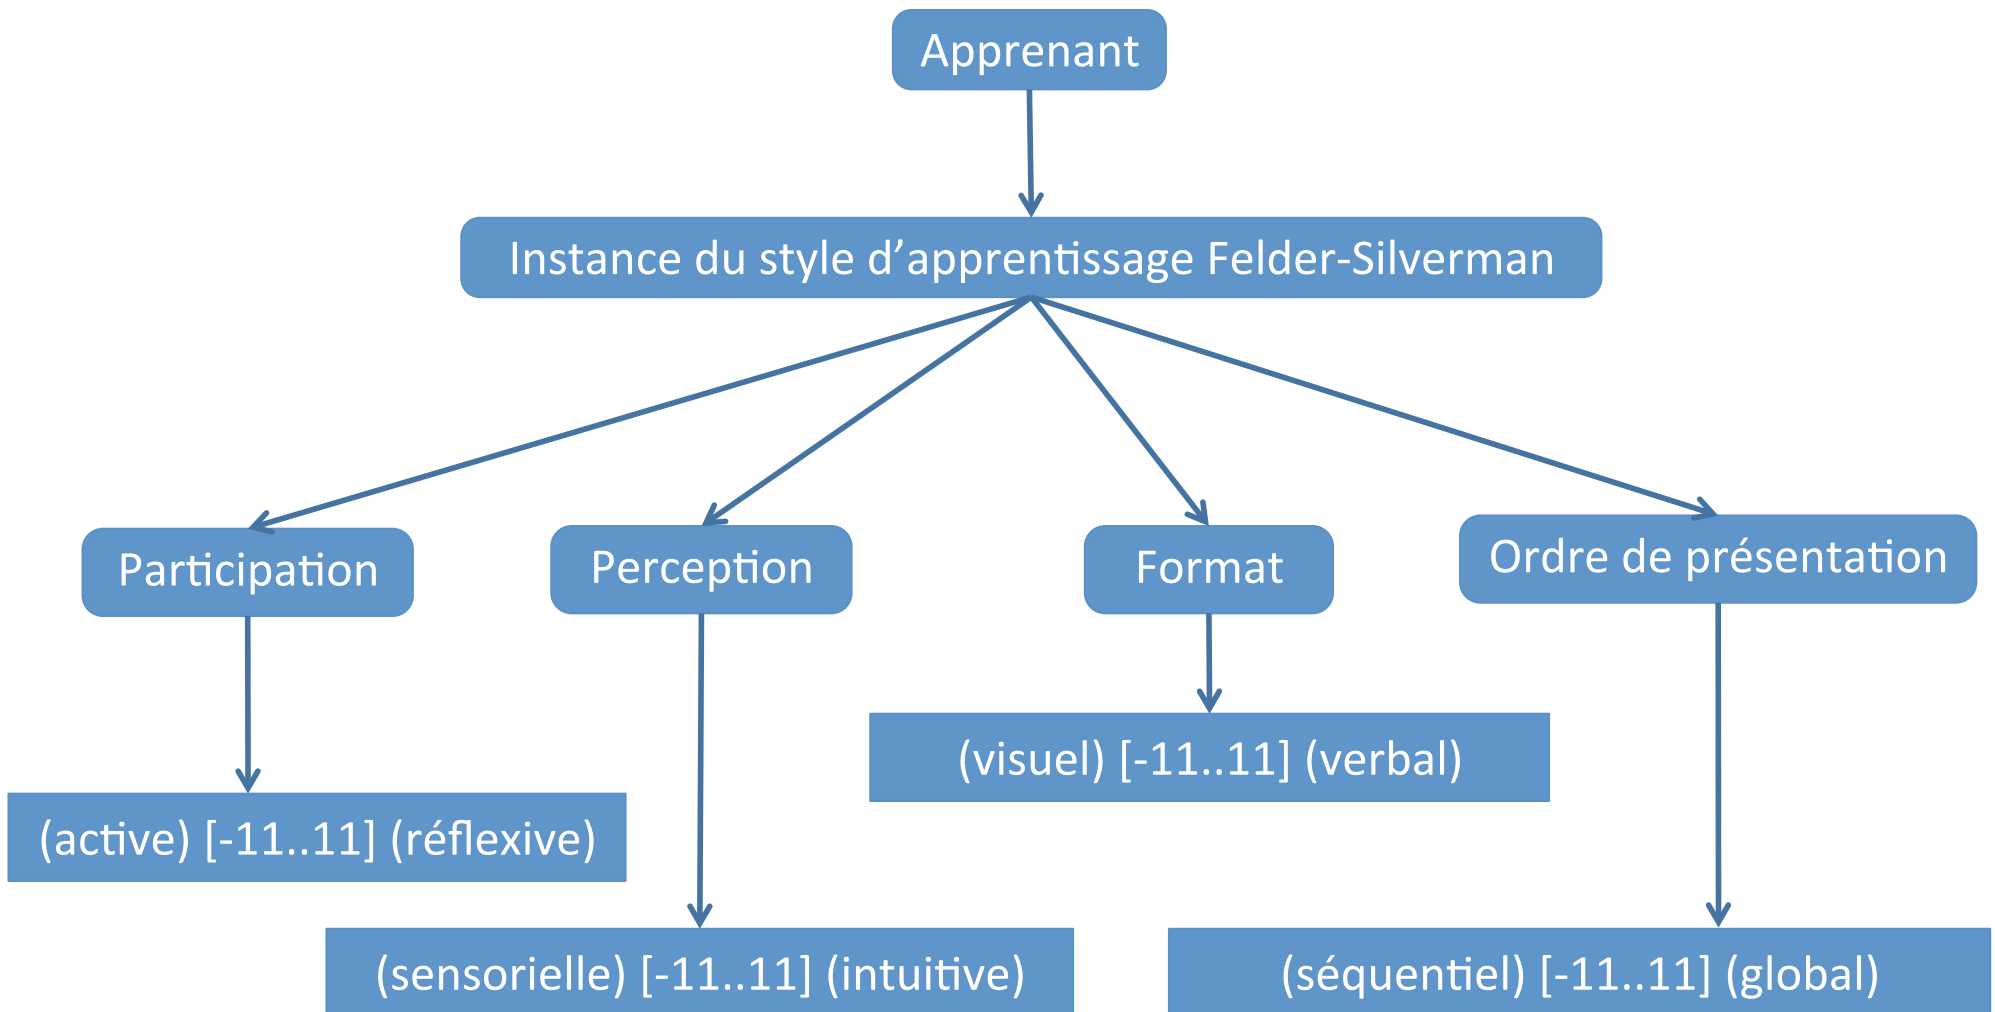 Apprenant
Instance du style d’apprentissage Felder-Silverman
Participation
Perception
Format
Ordre de présentation
(visuel) [-11..11] (verbal)
(active) [-11..11] (réflexive)
(sensorielle) [-11..11] (intuitive)
(séquentiel) [-11..11] (global)